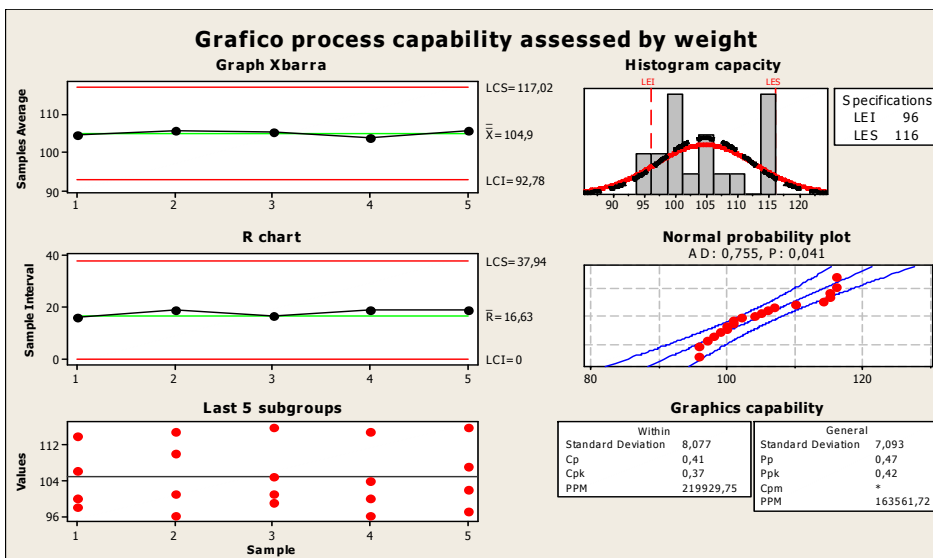 Grafico process capability assessed by weight
Graph Xbarra
Samples Average
110
100
90
1 2 3 4 5
LCS=117,02
X=104,9
LCI=92,78
Histogram capacity
LEI LES
90 95 100 105 110 115 120
Specifications
LEI 96
LES 116
R chart
Sample Interval
40
20
0
1 2 3 4 5
LCS=37,94
R=16,63
LCI=0
Normal probability plot
AD: 0,755, P: 0,041
80 100 120
Last 5 subgroups
Values
112
104
96
1 2 3 4 5
Sample
Graphics capability
Within
Standard Deviation 8,077
Cp 0,41
Cpk 0,37
PPM 219929,75
General
Standard Deviation 7,093
Pp 0,47
Ppk 0,42
Cpm *
PPM 163561,72